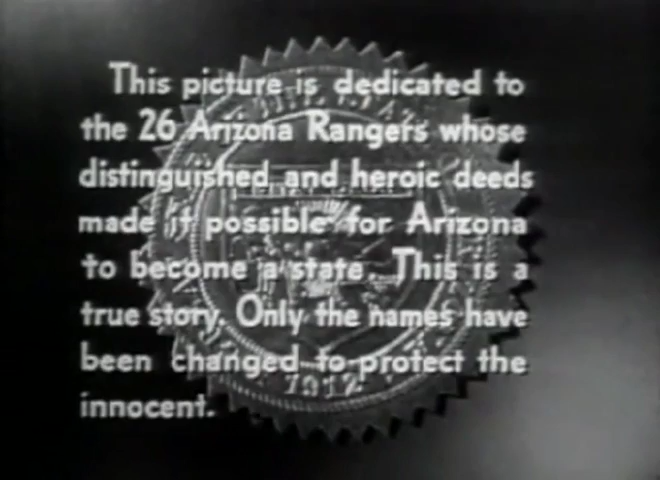 This picture is dedicated to
the 26 Arizona Rangers whose
distinguished and heroic deeds
made it possible for Arizona
to become a state. This is a
true story. Only the names have
been changed to protect the
innocent.
1912